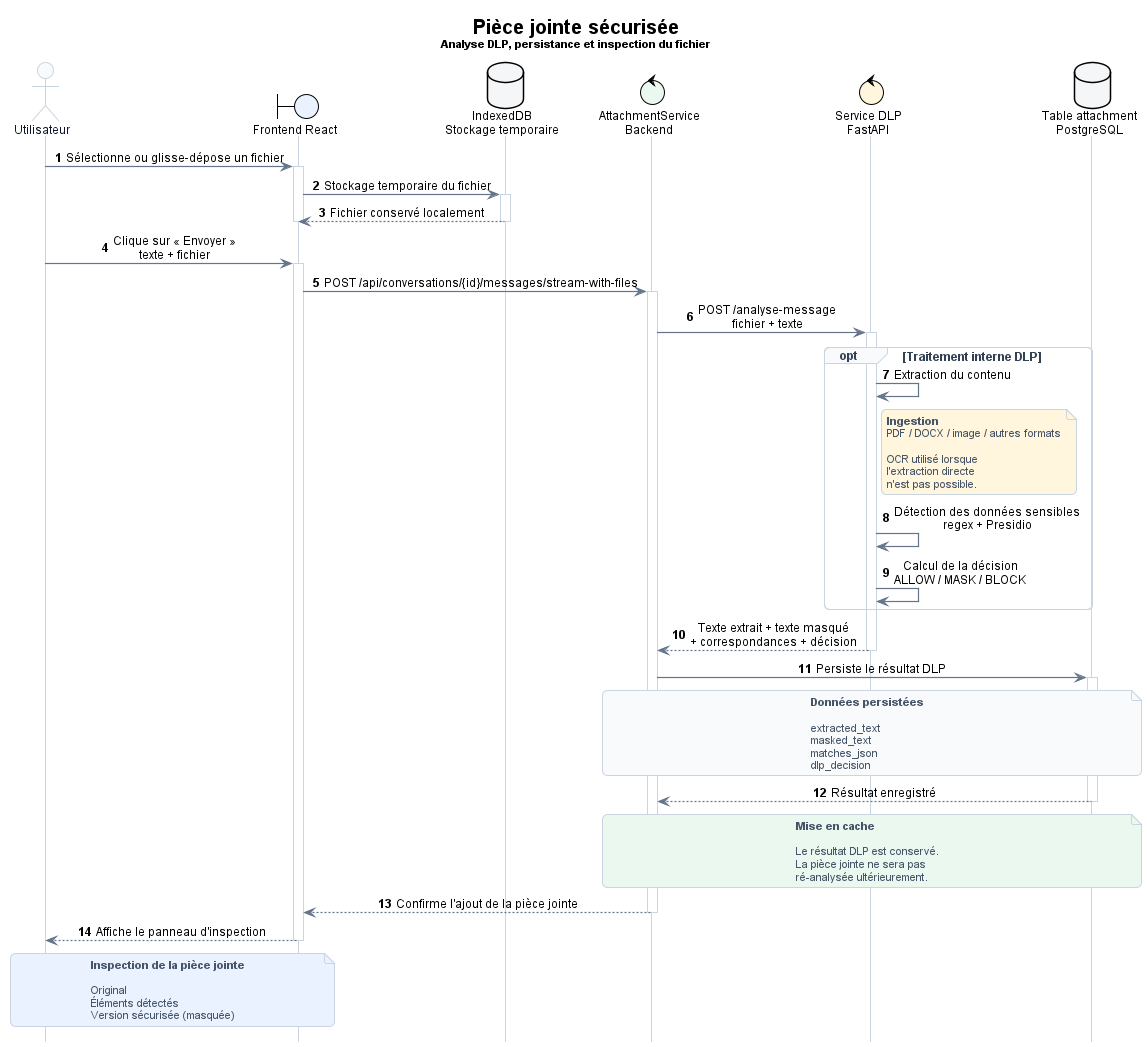 Pièce jointe sécurisée
Analyse DLP, persistance et inspection du fichier
Utilisateur
Frontend React
IndexedDB
Stockage temporaire
AttachmentService
Backend
Service DLP
FastAPI
Table attachment
PostgreSQL
1 Sélectionne ou glisse-dépose un fichier
2 Stockage temporaire du fichier
3 Fichier conservé localement
4 Clique sur « Envoyer »
texte + fichier
5 POST /api/conversations/{id}/messages/stream-with-files
6 POST /analyse-message
fichier + texte
opt [Traitement interne DLP]
7 Extraction du contenu
Ingestion
PDF / DOCX / image / autres formats
OCR utilisé lorsque
l'extraction directe
n'est pas possible.
8 Détection des données sensibles
regex + Presidio
9 Calcul de la décision
ALLOW / MASK / BLOCK
10 Texte extrait + texte masqué
+ correspondances + décision
11 Persiste le résultat DLP
Données persistées
extracted_text
masked_text
matches_json
dlp_decision
12 Résultat enregistré
Mise en cache
Le résultat DLP est conservé.
La pièce jointe ne sera pas
ré-analysée ultérieurement.
13 Confirme l'ajout de la pièce jointe
14 Affiche le panneau d'inspection
Inspection de la pièce jointe
Original
Éléments détectés
Version sécurisée (masquée)